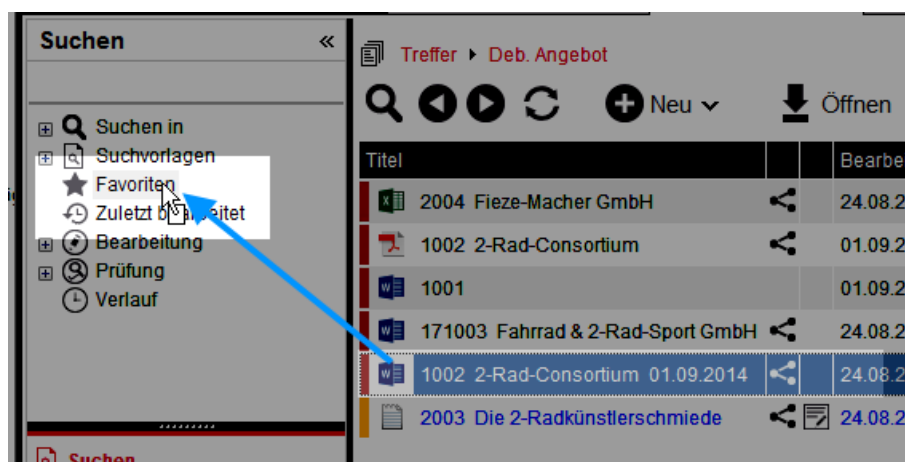 Suchen «
Treffer Deb. Angebot
Neu Öffnen
Suchen in
Suchvorlagen
Favoriten
Zuletzt bearbeitet
Bearbeitung
Prüfung
Verlauf
Titel
2004 Fieze-Macher GmbH 24.08.2
1002 2-Rad-Consortium 01.09.2
1001 01.09.2
171003 Fahrrad & 2-Rad-Sport GmbH 24.08.2
1002 2-Rad-Consortium 01.09.2014 24.08.2
2003 Die 2-Radkünstlerschmiede 24.08.2
Suchen